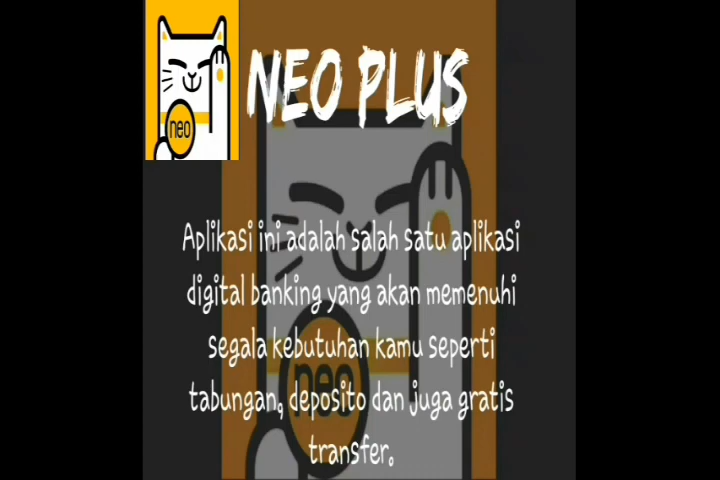 NEO PLUS
neo
Aplikasi ini adalah salah satu aplikasi
digital banking yang akan memenuhi
segala kebutuhan kamu seperti
tabungan, deposito dan juga gratis
transfer.
neo